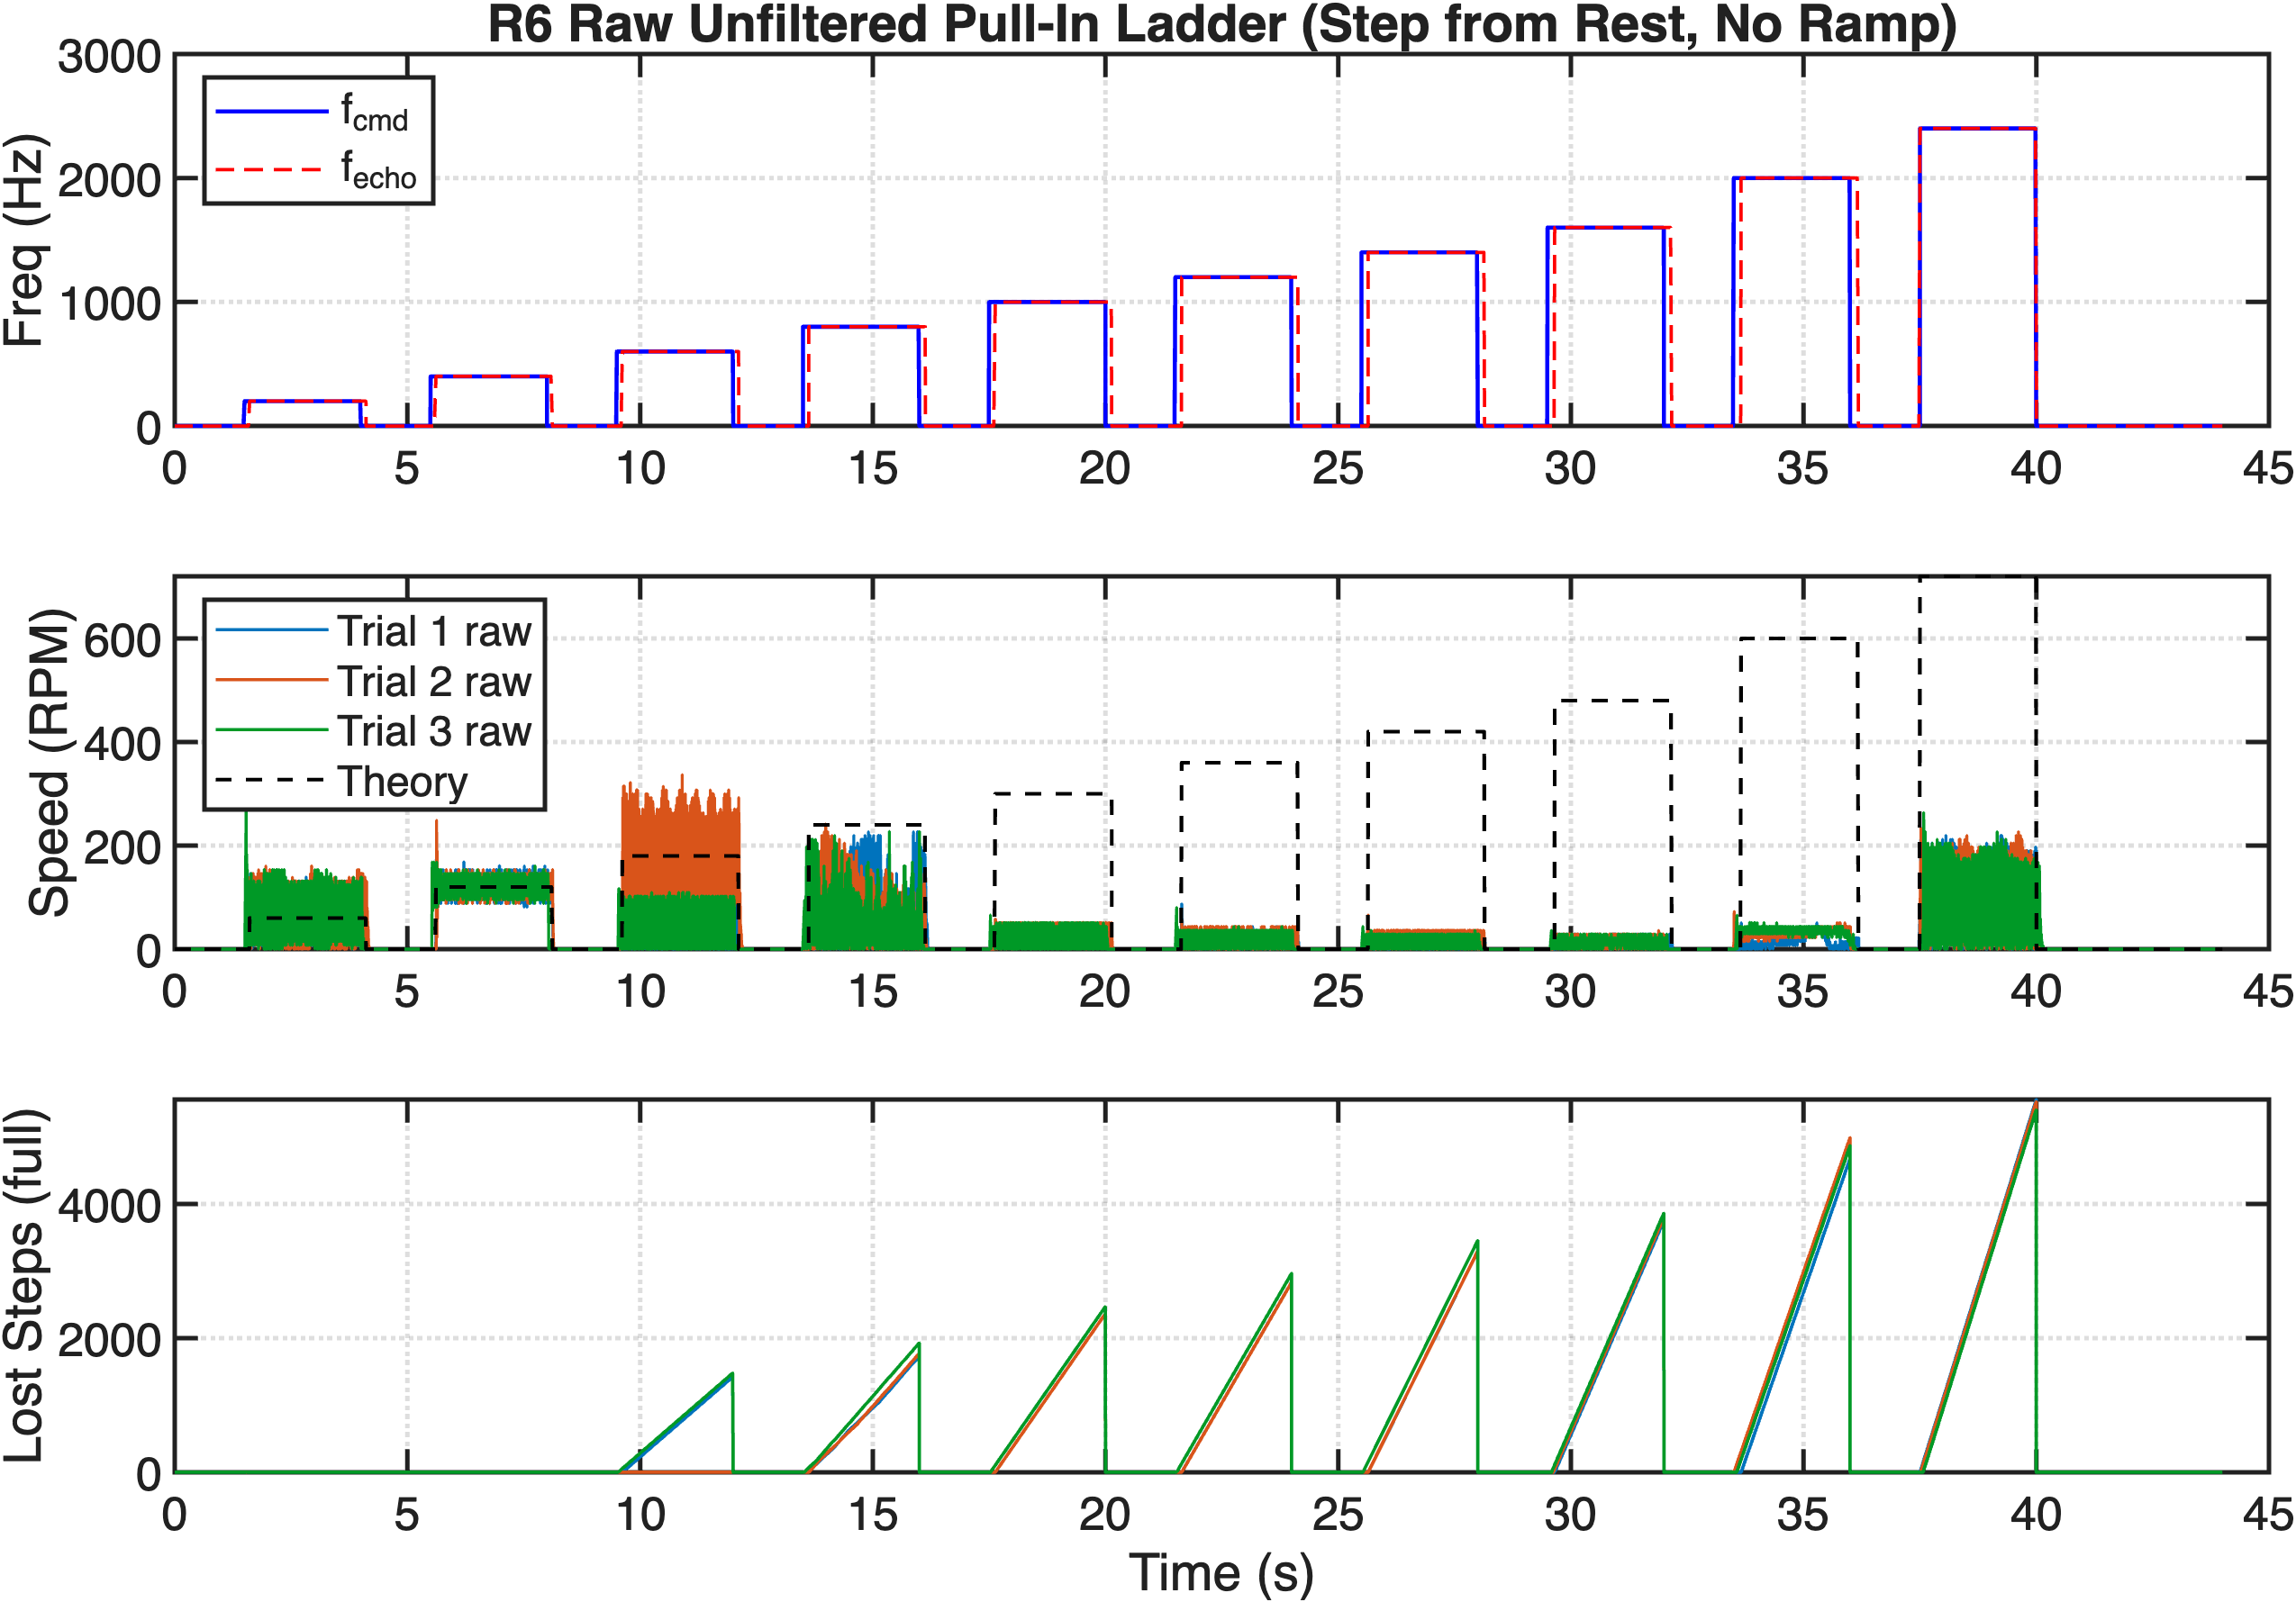 R6 Raw Unfiltered Pull-In Ladder (Step from Rest, No Ramp)
Freq (Hz)
3000
2000
1000
0
f_cmd
f_echo
0 5 10 15 20 25 30 35 40 45
Speed (RPM)
600
400
200
0
Trial 1 raw
Trial 2 raw
Trial 3 raw
Theory
0 5 10 15 20 25 30 35 40 45
Lost Steps (full)
4000
2000
0
0 5 10 15 20 25 30 35 40 45
Time (s)